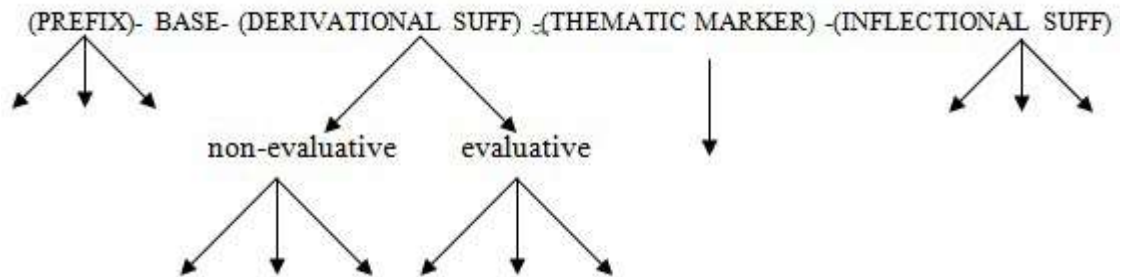 (PREFIX)- BASE- (DERIVATIONAL SUFF) -(THEMATIC MARKER) -(INFLECTIONAL SUFF)
non-evaluative evaluative